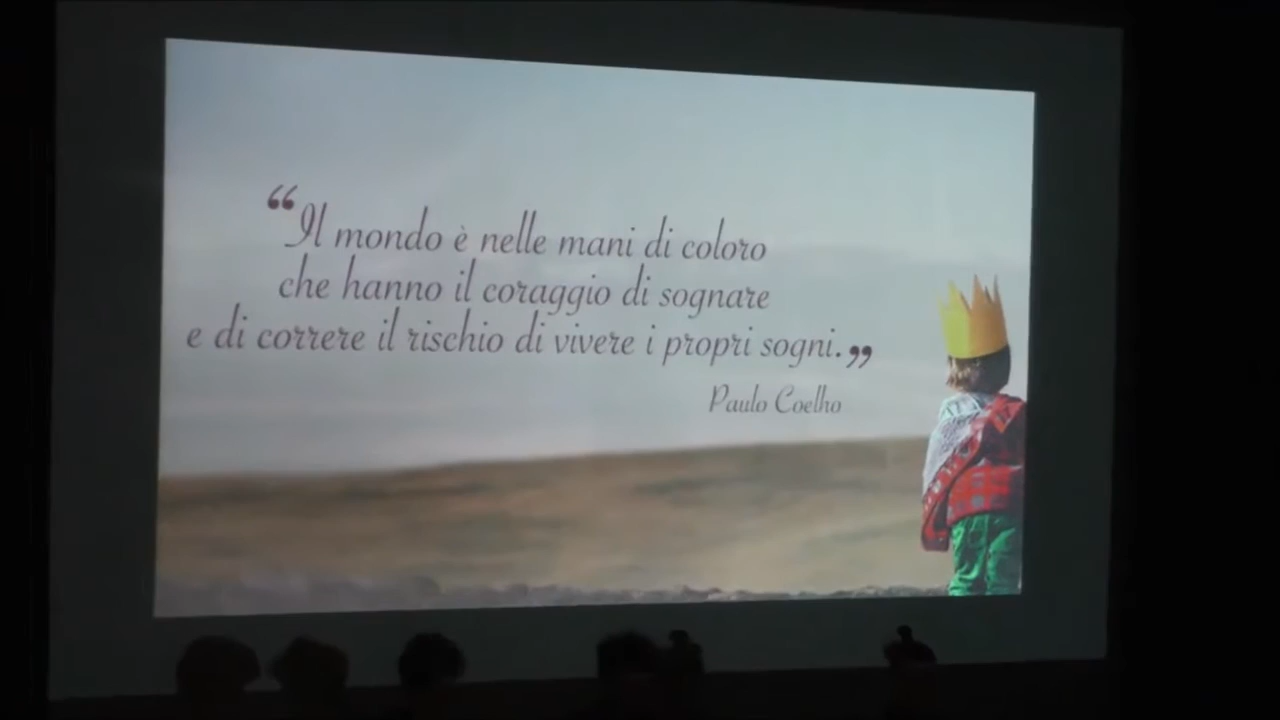 “Il mondo è nelle mani di coloro
che hanno il coraggio di sognare
e di correre il rischio di vivere i propri sogni.”
Paulo Coelho